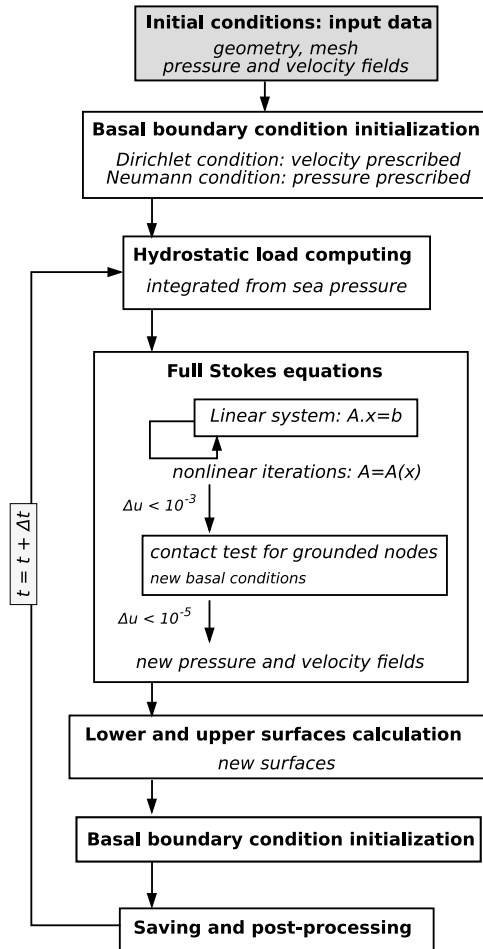 Initial conditions: input data
geometry, mesh
pressure and velocity fields
Basal boundary condition initialization
Dirichlet condition: velocity prescribed
Neumann condition: pressure prescribed
Hydrostatic load computing
integrated from sea pressure
Full Stokes equations
Linear system: A.x=b
nonlinear iterations: A=A(x)
Δu < 10⁻³
contact test for grounded nodes
new basal conditions
Δu < 10⁻⁵
new pressure and velocity fields
t = t + Δt
Lower and upper surfaces calculation
new surfaces
Basal boundary condition initialization
Saving and post-processing